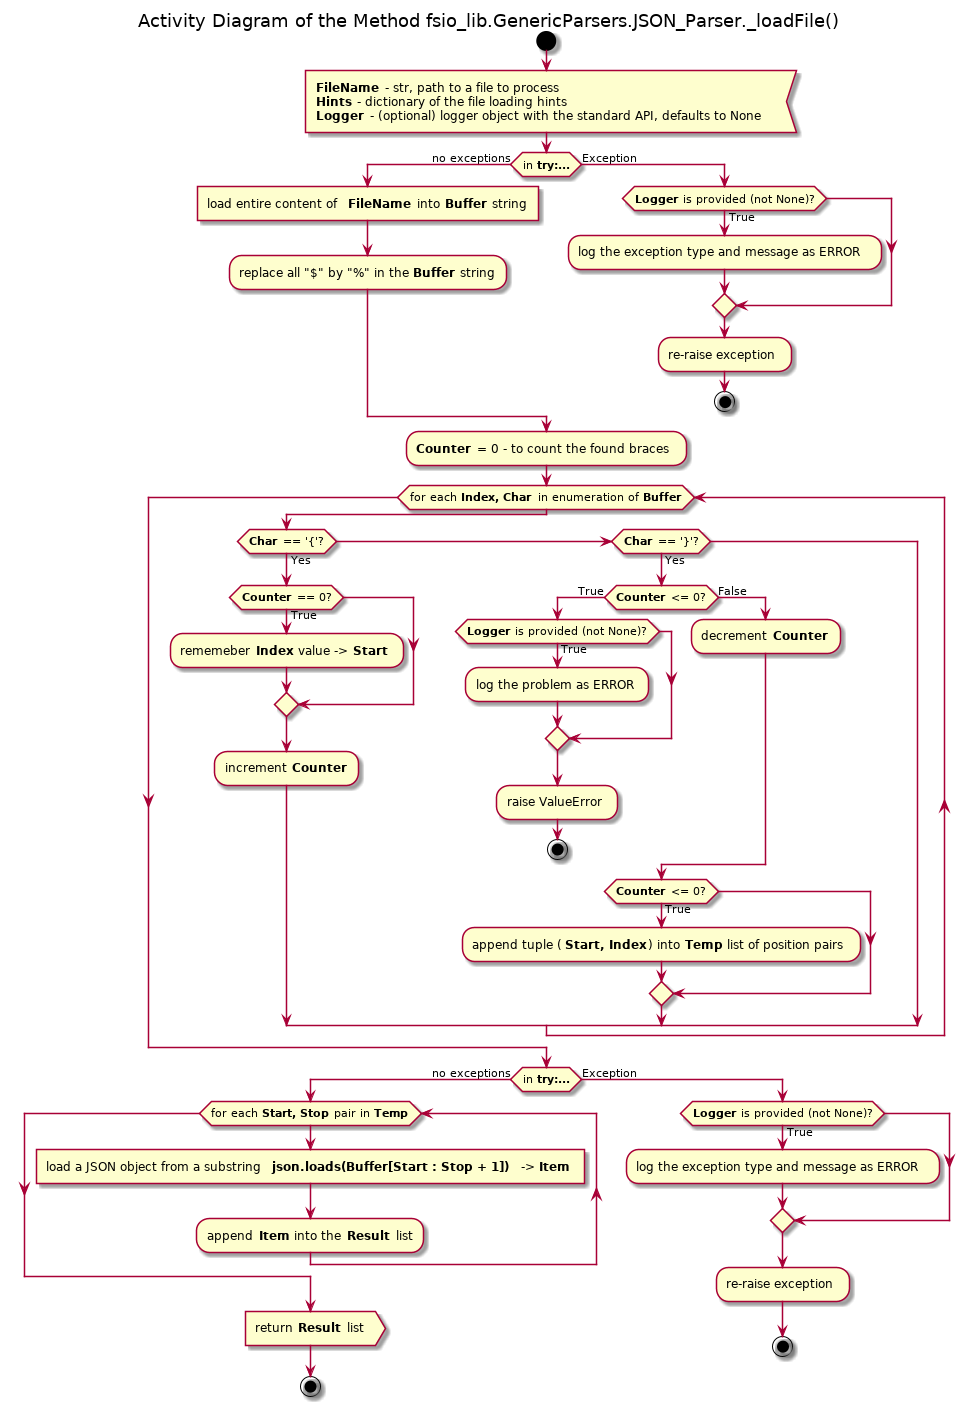 Activity Diagram of the Method fsio_lib.GenericParsers.JSON_Parser._loadFile()
FileName - str, path to a file to process
Hints - dictionary of the file loading hints
Logger - (optional) logger object with the standard API, defaults to None
no exceptions
in try:...
Exception
load entire content of FileName into Buffer string
replace all "$" by "%" in the Buffer string
Logger is provided (not None)?
True
log the exception type and message as ERROR
re-raise exception
Counter = 0 - to count the found braces
for each Index, Char in enumeration of Buffer
Char == '{'?
Yes
Counter == 0?
True
rememeber Index value -> Start
increment Counter
Char == '}'?
Yes
True
Counter <= 0?
False
Logger is provided (not None)?
True
log the problem as ERROR
raise ValueError
decrement Counter
Counter <= 0?
True
append tuple ( Start, Index) into Temp list of position pairs
no exceptions
in try:...
Exception
for each Start, Stop pair in Temp
load a JSON object from a substring json.loads(Buffer[Start : Stop + 1]) -> Item
append Item into the Result list
return Result list
Logger is provided (not None)?
True
log the exception type and message as ERROR
re-raise exception